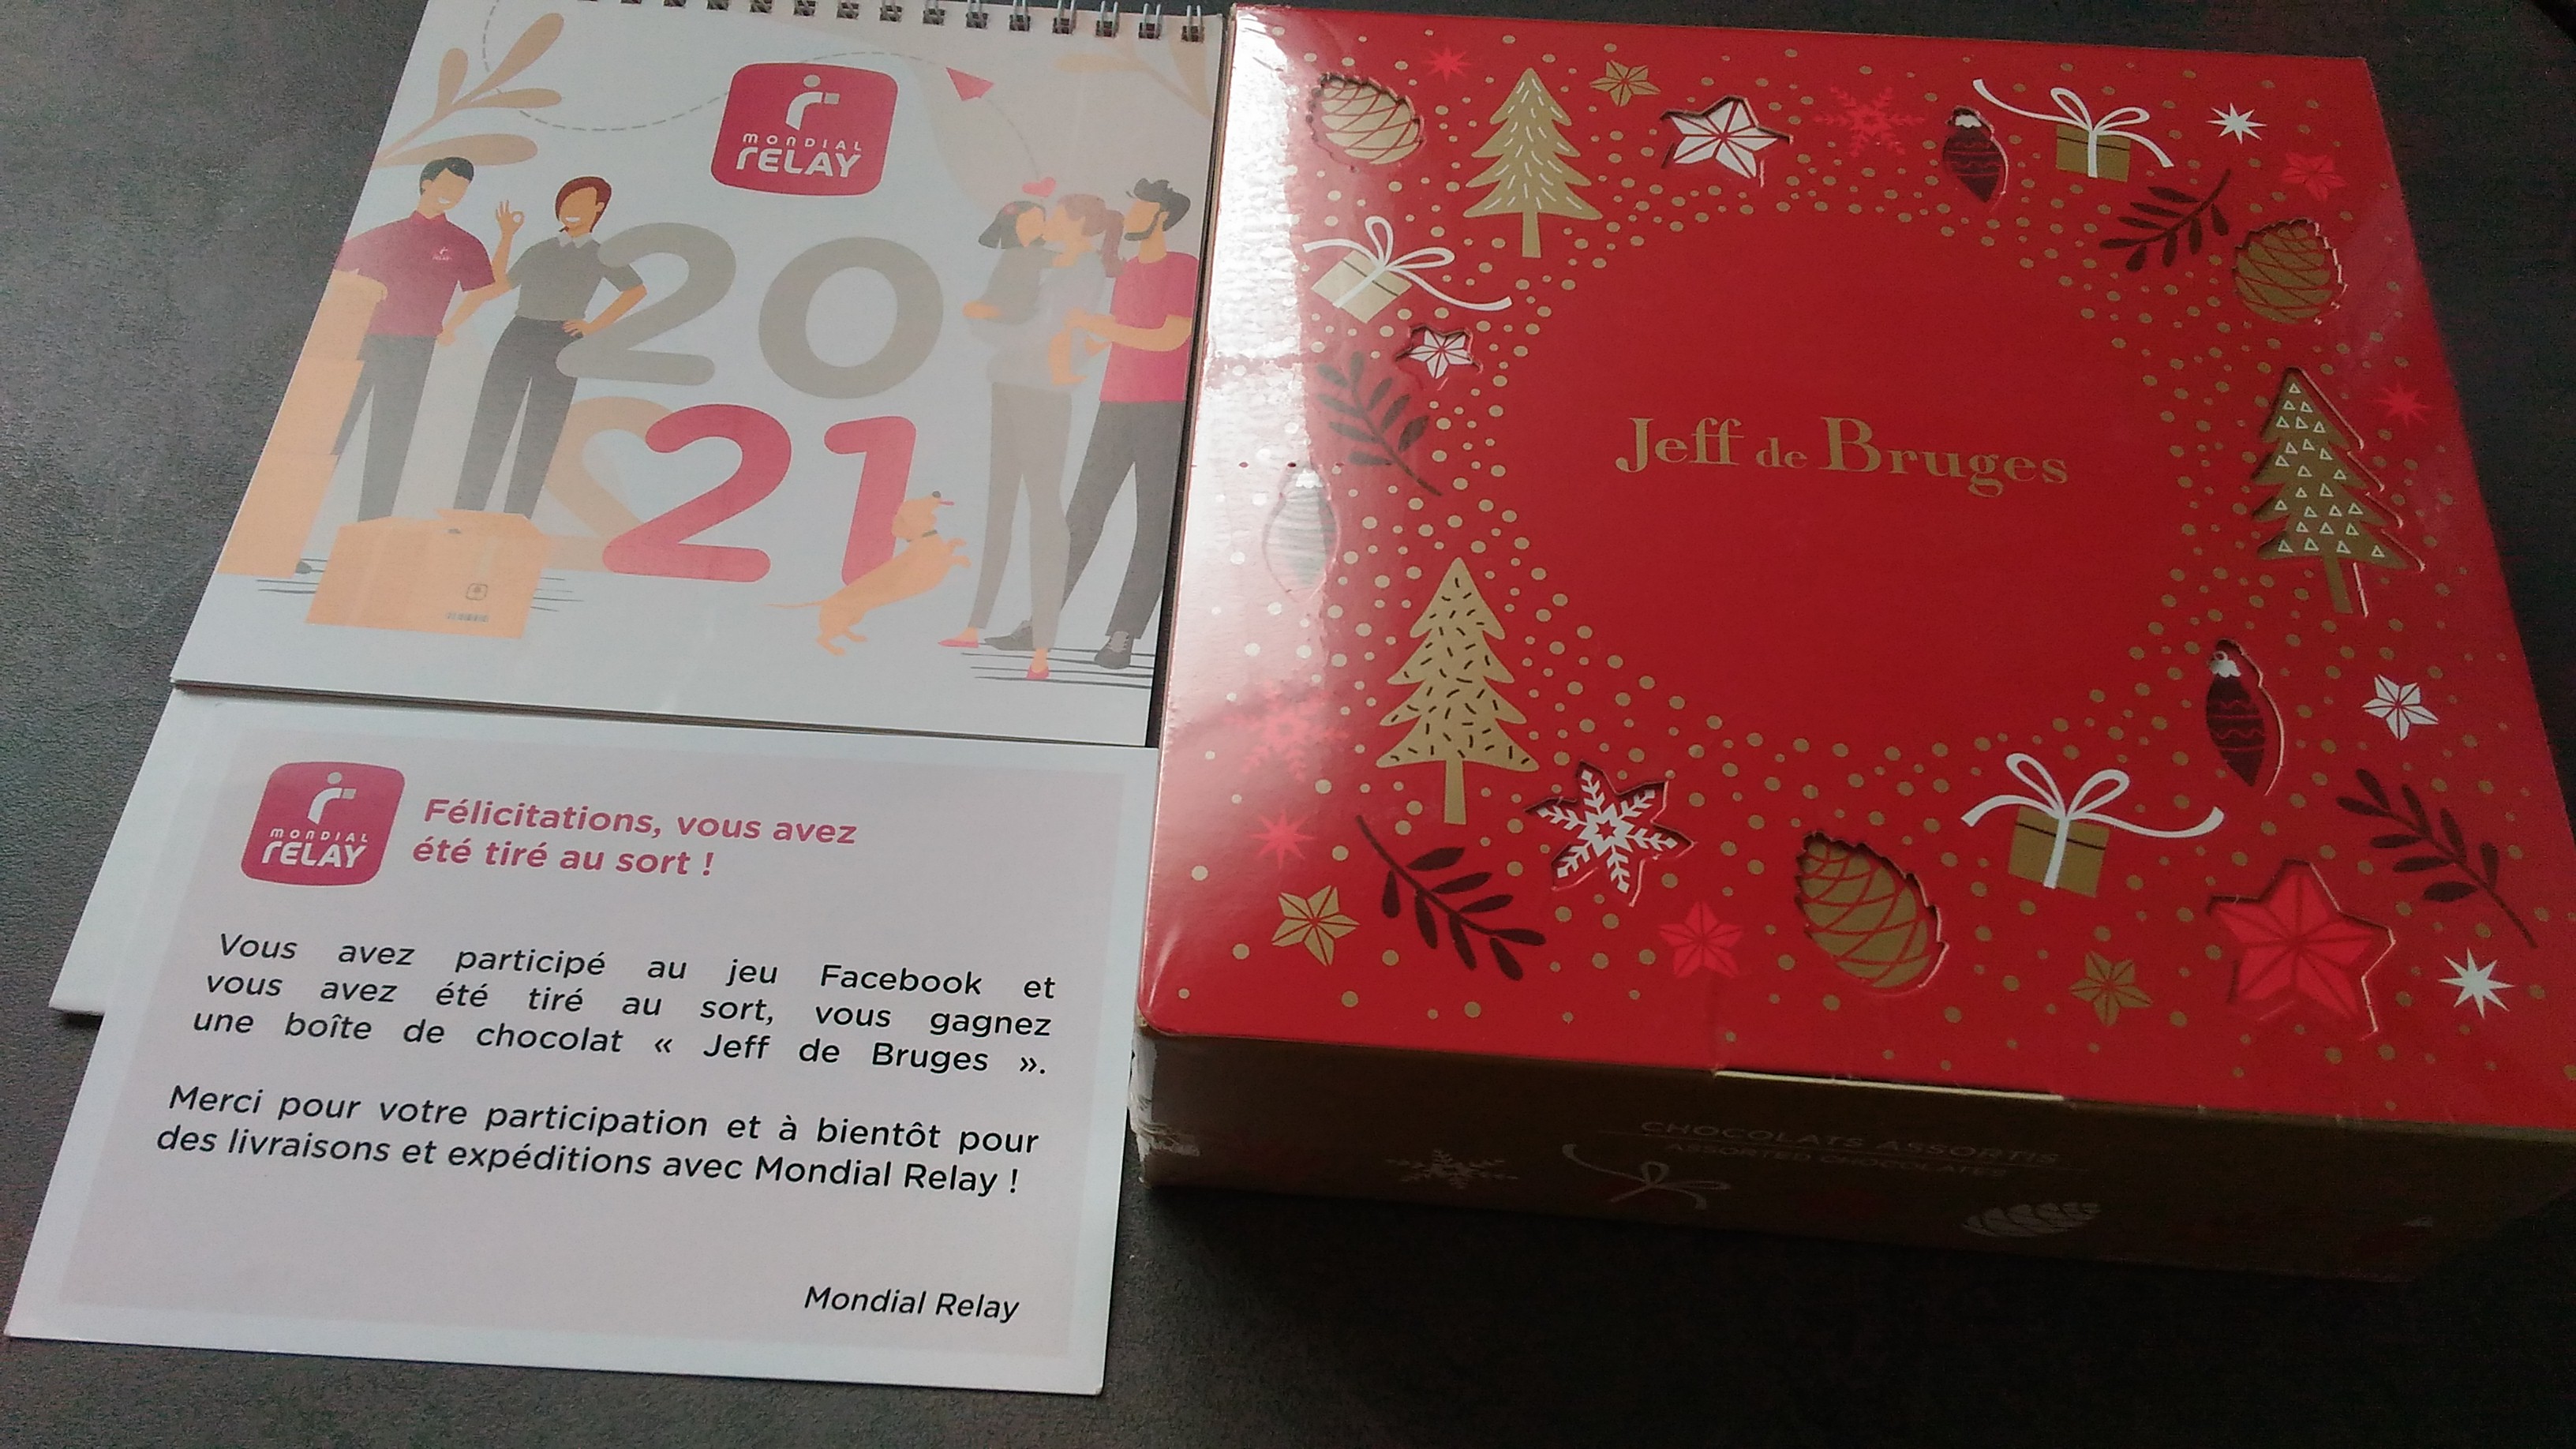 MONDIAL
RELAY
20
21
MONDIAL
RELAY
Félicitations, vous avez
été tiré au sort !
Vous avez participé au jeu Facebook et
vous avez été tiré au sort, vous gagnez
une boîte de chocolat « Jeff de Bruges ».
Merci pour votre participation et à bientôt pour
des livraisons et expéditions avec Mondial Relay !
Mondial Relay
Jeff de Bruges
CHOCOLATS ASSORTIS
ASSORTED CHOCOLATES